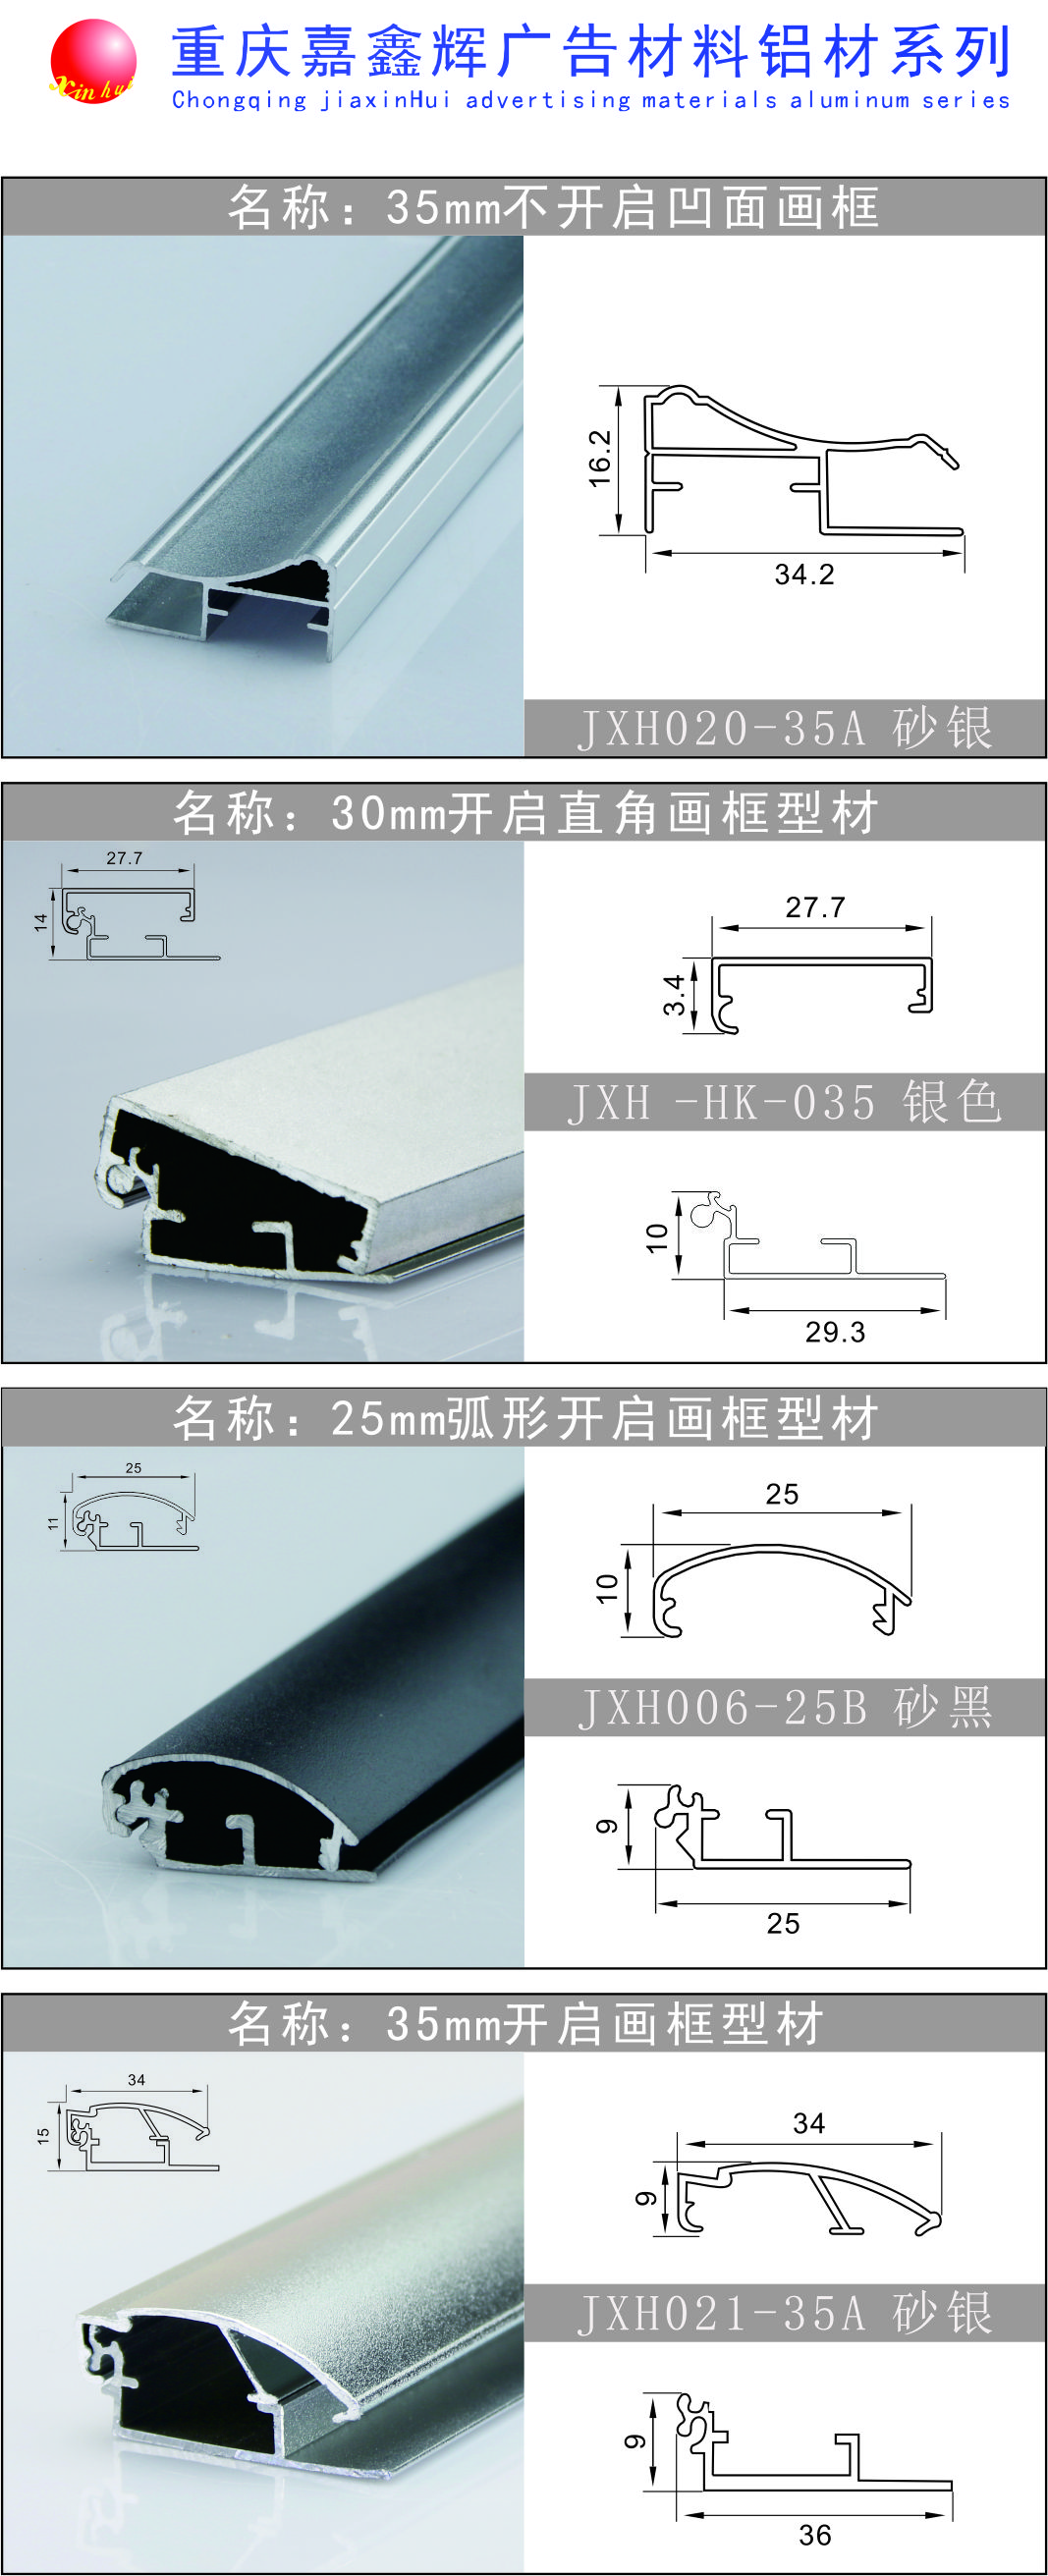 xin hui
重庆嘉鑫辉广告材料铝材系列
Chongqing jiaxinHui advertising materials aluminum series
名称：35mm不开启凹面画框
16.2
34.2
JXH020-35A 砂银
名称：30mm开启直角画框型材
27.7
14
27.7
3.4
JXH -HK-035 银色
10
29.3
名称：25mm弧形开启画框型材
25
11
25
10
JXH006-25B 砂黑
9
25
名称：35mm开启画框型材
34
15
34
9
JXH021-35A 砂银
9
36